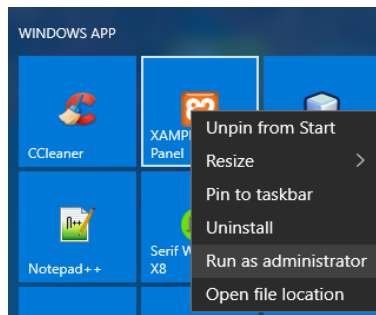 WINDOWS APP
CCleaner
XAMP
Panel
Notepad++
Serif W
X8
Unpin from Start
Resize
Pin to taskbar
Uninstall
Run as administrator
Open file location